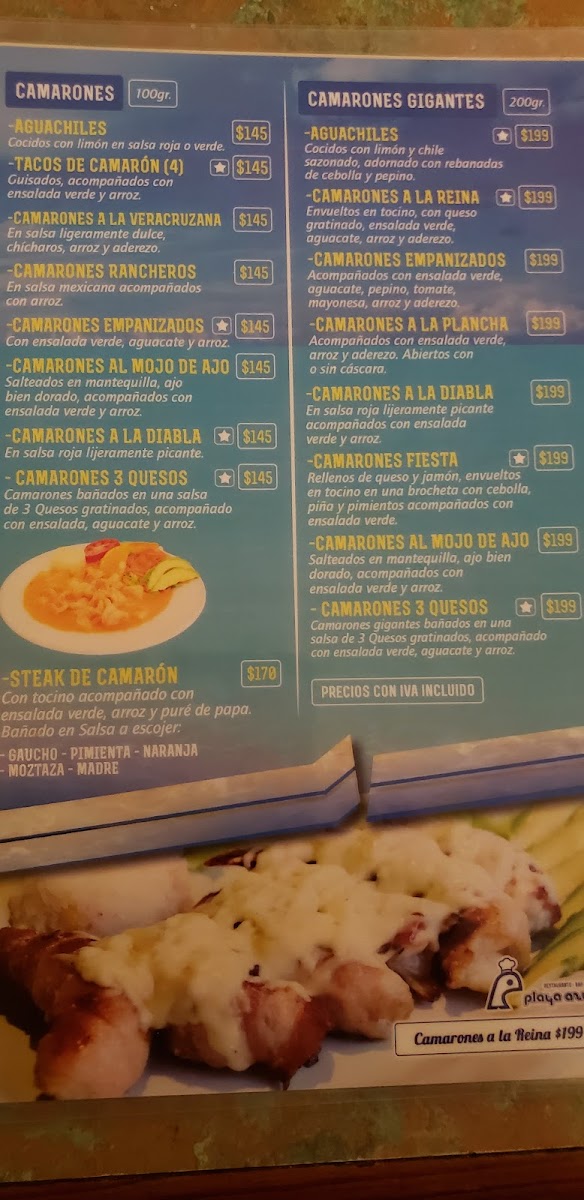 CAMARONES 100gr.
-AGUACHILES $145
Cocidos con limón en salsa roja o verde.
-TACOS DE CAMARÓN (4) $145
Guisados, acompañados con
ensalada verde y arroz.
-CAMARONES A LA VERACRUZANA $145
En salsa ligeramente dulce,
chícharos, arroz y aderezo.
-CAMARONES RANCHEROS $145
En salsa mexicana acompañados
con arroz.
-CAMARONES EMPANIZADOS $145
Con ensalada verde, aguacate y arroz.
-CAMARONES AL MOJO DE AJO $145
Salteados en mantequilla, ajo
bien dorado, acompañados con
ensalada verde y arroz.
-CAMARONES A LA DIABLA $145
En salsa roja lijeramente picante.
- CAMARONES 3 QUESOS $145
Camarones bañados en una salsa
de 3 Quesos gratinados, acompañado
con ensalada, aguacate y arroz.
-STEAK DE CAMARÓN $170
Con tocino acompañado con
ensalada verde, arroz y puré de papa.
Bañado en Salsa a escojer:
- GAUCHO - PIMIENTA - NARANJA
- MOZTAZA - MADRE
CAMARONES GIGANTES 200gr.
-AGUACHILES $199
Cocidos con limón y chile
sazonado, adornado con rebanadas
de cebolla y pepino.
-CAMARONES A LA REINA $199
Envueltos en tocino, con queso
gratinado, ensalada verde,
aguacate, arroz y aderezo.
-CAMARONES EMPANIZADOS $199
Acompañados con ensalada verde,
aguacate, pepino, tomate,
mayonesa, arroz y aderezo.
-CAMARONES A LA PLANCHA $199
Acompañados con ensalada verde,
arroz y aderezo. Abiertos con
o sin cáscara.
-CAMARONES A LA DIABLA $199
En salsa roja lijeramente picante
acompañados con ensalada
verde y arroz.
-CAMARONES FIESTA $199
Rellenos de queso y jamón, envueltos
en tocino en una brocheta con cebolla,
piña y pimientos acompañados con
ensalada verde.
-CAMARONES AL MOJO DE AJO $199
Salteados en mantequilla, ajo bien
dorado, acompañados con
ensalada verde y arroz.
- CAMARONES 3 QUESOS $199
Camarones gigantes bañados en una
salsa de 3 Quesos gratinados, acompañado
con ensalada verde, aguacate y arroz.
PRECIOS CON IVA INCLUIDO
RESTAURANTE - BAR
playa azu
Camarones a la Reina $199